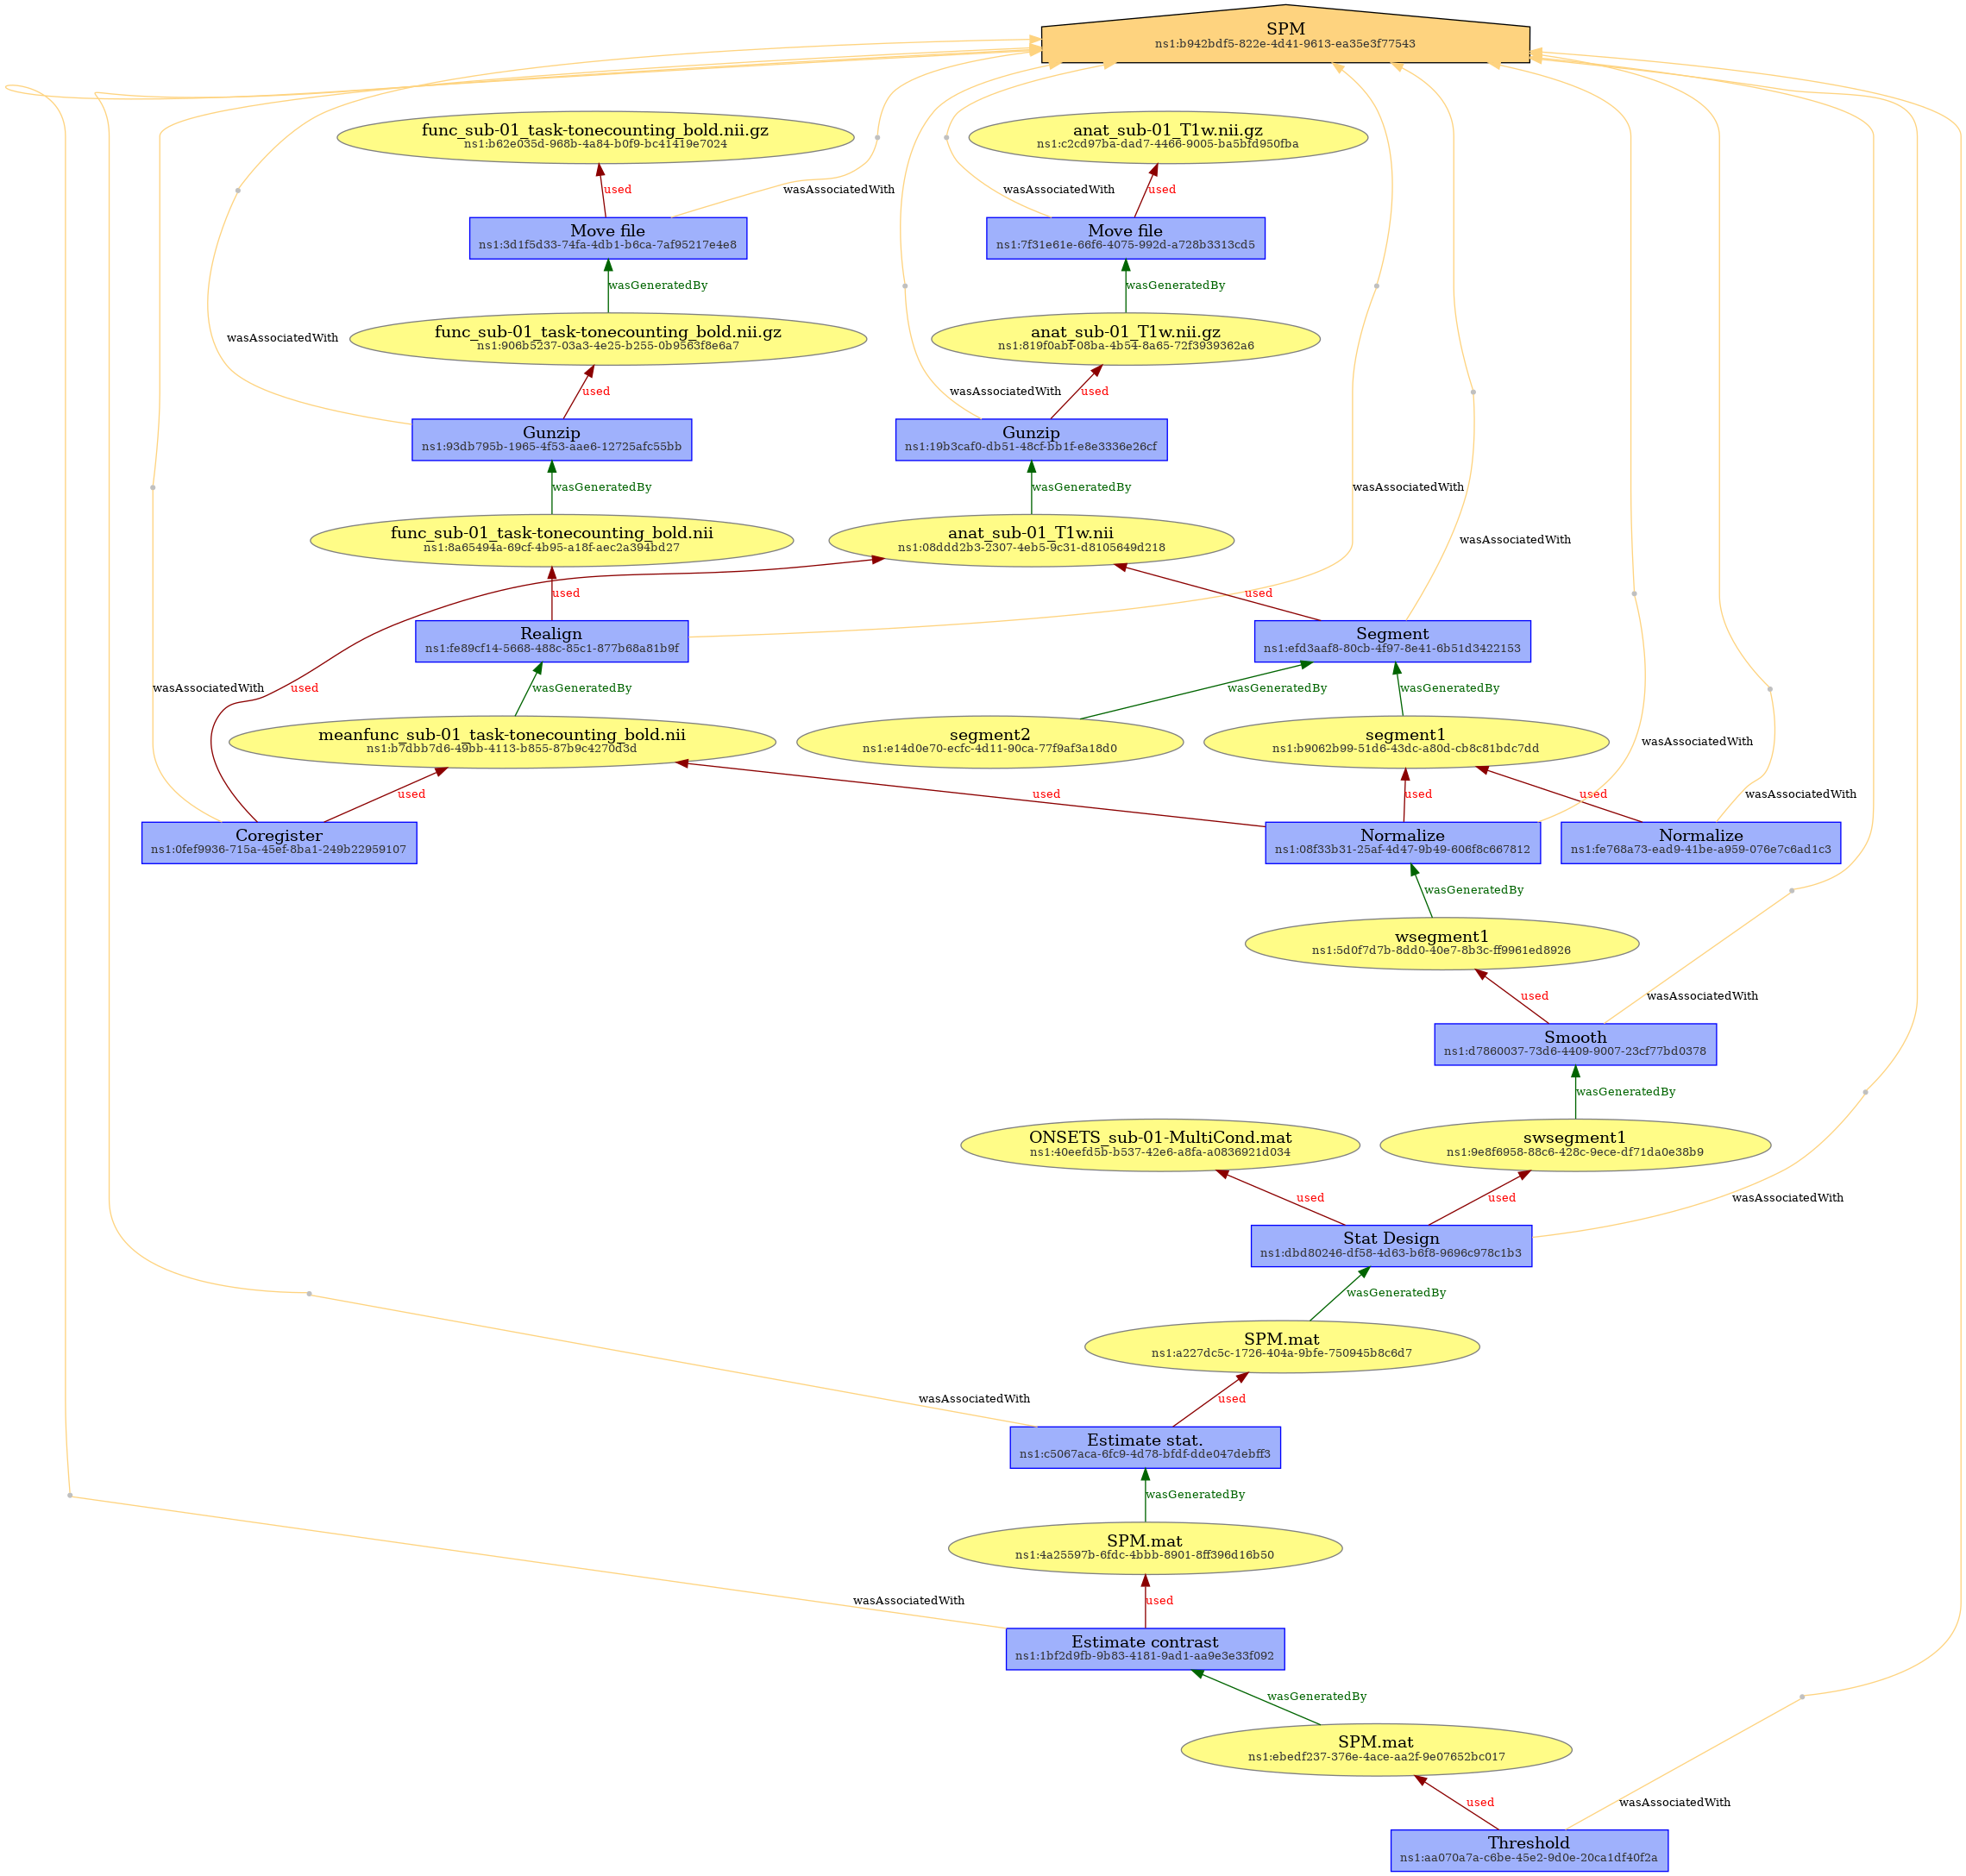 SPM
ns1:b942bdf5-822e-4d41-9613-ea35e3f77543
func_sub-01_task-tonecounting_bold.nii.gz
ns1:b62e035d-968b-4a84-b0f9-bc41419e7024
anat_sub-01_T1w.nii.gz
ns1:c2cd97ba-dad7-4466-9005-ba5bfd950fba
used
wasAssociatedWith
wasAssociatedWith
used
Move file
ns1:3d1f5d33-74fa-4db1-b6ca-7af95217e4e8
Move file
ns1:7f31e61e-66f6-4075-992d-a728b3313cd5
wasGeneratedBy
wasGeneratedBy
func_sub-01_task-tonecounting_bold.nii.gz
ns1:906b5237-03a3-4e25-b255-0b9563f8e6a7
anat_sub-01_T1w.nii.gz
ns1:819f0abf-08ba-4b54-8a65-72f3939362a6
wasAssociatedWith
used
wasAssociatedWith
used
Gunzip
ns1:93db795b-1965-4f53-aae6-12725afc55bb
Gunzip
ns1:19b3caf0-db51-48cf-bb1f-e8e3336e26cf
wasGeneratedBy
wasGeneratedBy
wasAssociatedWith
func_sub-01_task-tonecounting_bold.nii
ns1:8a65494a-69cf-4b95-a18f-aec2a394bd27
anat_sub-01_T1w.nii
ns1:08ddd2b3-2307-4eb5-9c31-d8105649d218
wasAssociatedWith
used
used
Realign
ns1:fe89cf14-5668-488c-85c1-877b68a81b9f
Segment
ns1:efd3aaf8-80cb-4f97-8e41-6b51d3422153
wasAssociatedWith
used
wasGeneratedBy
wasGeneratedBy
wasGeneratedBy
meanfunc_sub-01_task-tonecounting_bold.nii
ns1:b7dbb7d6-49bb-4113-b855-87b9c4270d3d
segment2
ns1:e14d0e70-ecfc-4d11-90ca-77f9af3a18d0
segment1
ns1:b9062b99-51d6-43dc-a80d-cb8c81bdc7dd
wasAssociatedWith
used
used
used
used
wasAssociatedWith
Coregister
ns1:0fef9936-715a-45ef-8ba1-249b22959107
Normalize
ns1:08f33b31-25af-4d47-9b49-606f8c667812
Normalize
ns1:fe768a73-ead9-41be-a959-076e7c6ad1c3
wasGeneratedBy
wsegment1
ns1:5d0f7d7b-8dd0-40e7-8b3c-ff9961ed8926
used
wasAssociatedWith
Smooth
ns1:d7860037-73d6-4409-9007-23cf77bd0378
wasGeneratedBy
ONSETS_sub-01-MultiCond.mat
ns1:40eefd5b-b537-42e6-a8fa-a0836921d034
swsegment1
ns1:9e8f6958-88c6-428c-9ece-df71da0e38b9
used
used
wasAssociatedWith
Stat Design
ns1:dbd80246-df58-4d63-b6f8-9696c978c1b3
wasGeneratedBy
SPM.mat
ns1:a227dc5c-1726-404a-9bfe-750945b8c6d7
wasAssociatedWith
used
Estimate stat.
ns1:c5067aca-6fc9-4d78-bfdf-dde047debff3
wasGeneratedBy
SPM.mat
ns1:4a25597b-6fdc-4bbb-8901-8ff396d16b50
wasAssociatedWith
used
Estimate contrast
ns1:1bf2d9fb-9b83-4181-9ad1-aa9e3e33f092
wasGeneratedBy
SPM.mat
ns1:ebedf237-376e-4ace-aa2f-9e07652bc017
used
wasAssociatedWith
Threshold
ns1:aa070a7a-c6be-45e2-9d0e-20ca1df40f2a